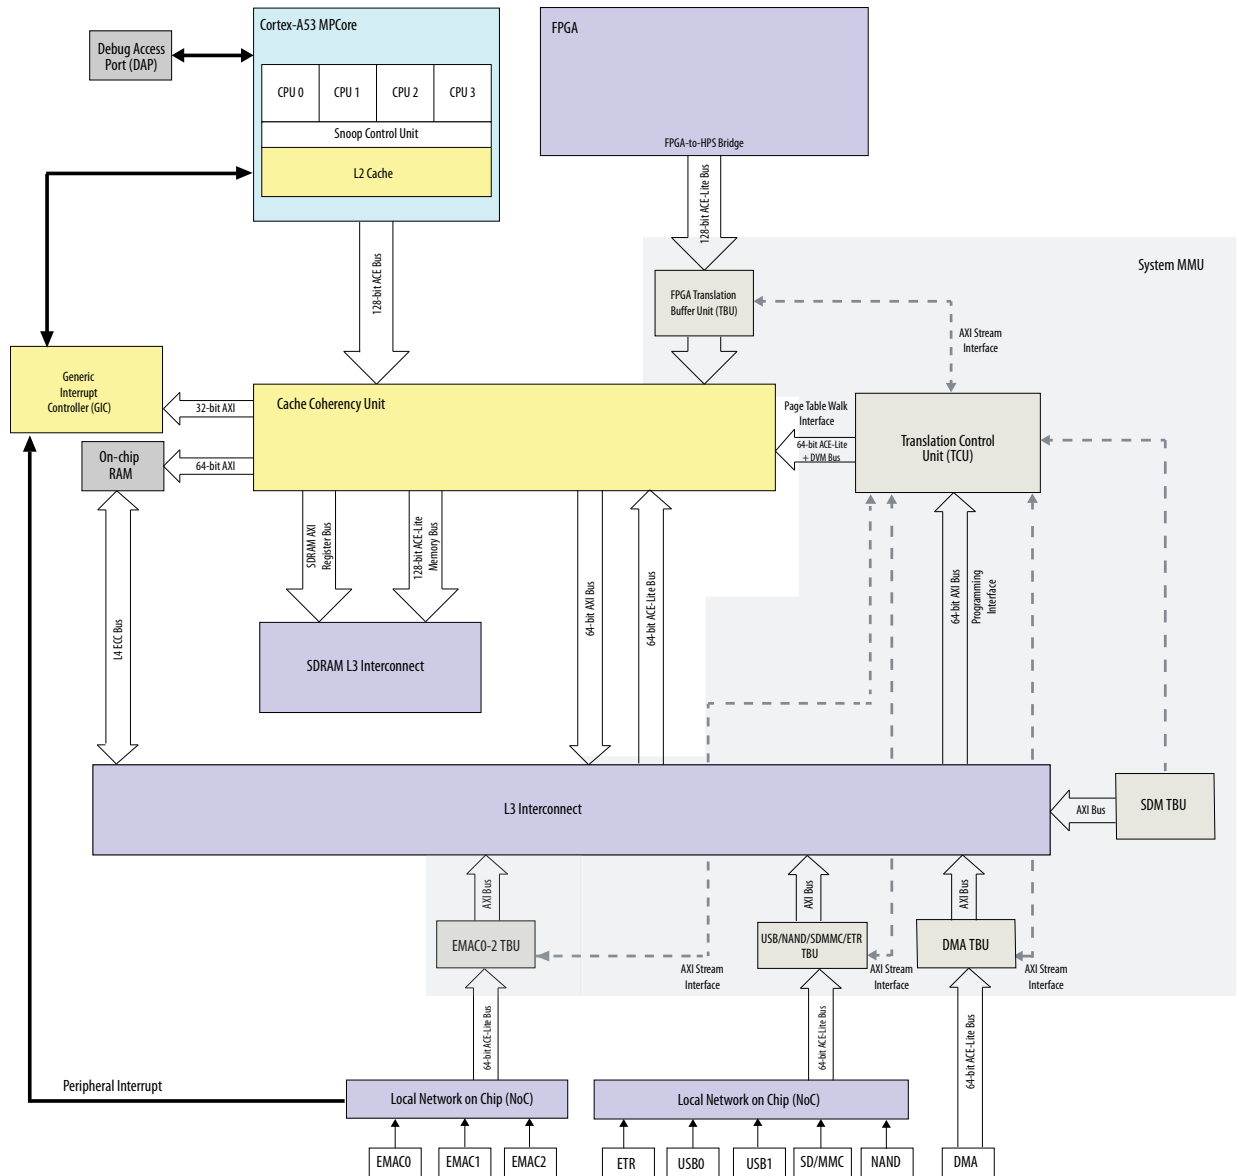 Cortex-A53 MPCore
FPGA
Debug Access
Port (DAP)
CPU 0
CPU 1
CPU 2
CPU 3
Snoop Control Unit
FPGA-to-HPS Bridge
L2 Cache
128-bit ACE-Lite Bus
128-bit ACE Bus
System MMU
FPGA Translation
Buffer Unit (TBU)
AXI Stream
Interface
Generic
Interrupt
Controller (GIC)
32-bit AXI
Cache Coherency Unit
Page Table Walk
Interface
64-bit ACE-Lite
+ DVM Bus
Translation Control
Unit (TCU)
On-chip
RAM
64-bit AXI
SDRAM AXI
Register Bus
128-bit ACE-Lite
Memory Bus
L4 ECC Bus
64-bit AXI Bus
64-bit ACE-Lite Bus
64-bit AXI Bus
Programming
Interface
SDRAM L3 Interconnect
L3 Interconnect
AXI Bus
SDM TBU
AXI Bus
AXI Bus
AXI Bus
EMAC0-2 TBU
USB/NAND/SDMMC/ETR
TBU
DMA TBU
AXI Stream
Interface
AXI Stream
Interface
AXI Stream
Interface
64-bit ACE-Lite Bus
64-bit ACE-Lite Bus
64-bit ACE-Lite Bus
Peripheral Interrupt
Local Network on Chip (NoC)
Local Network on Chip (NoC)
EMAC0
EMAC1
EMAC2
ETR
USB0
USB1
SD/MMC
NAND
DMA